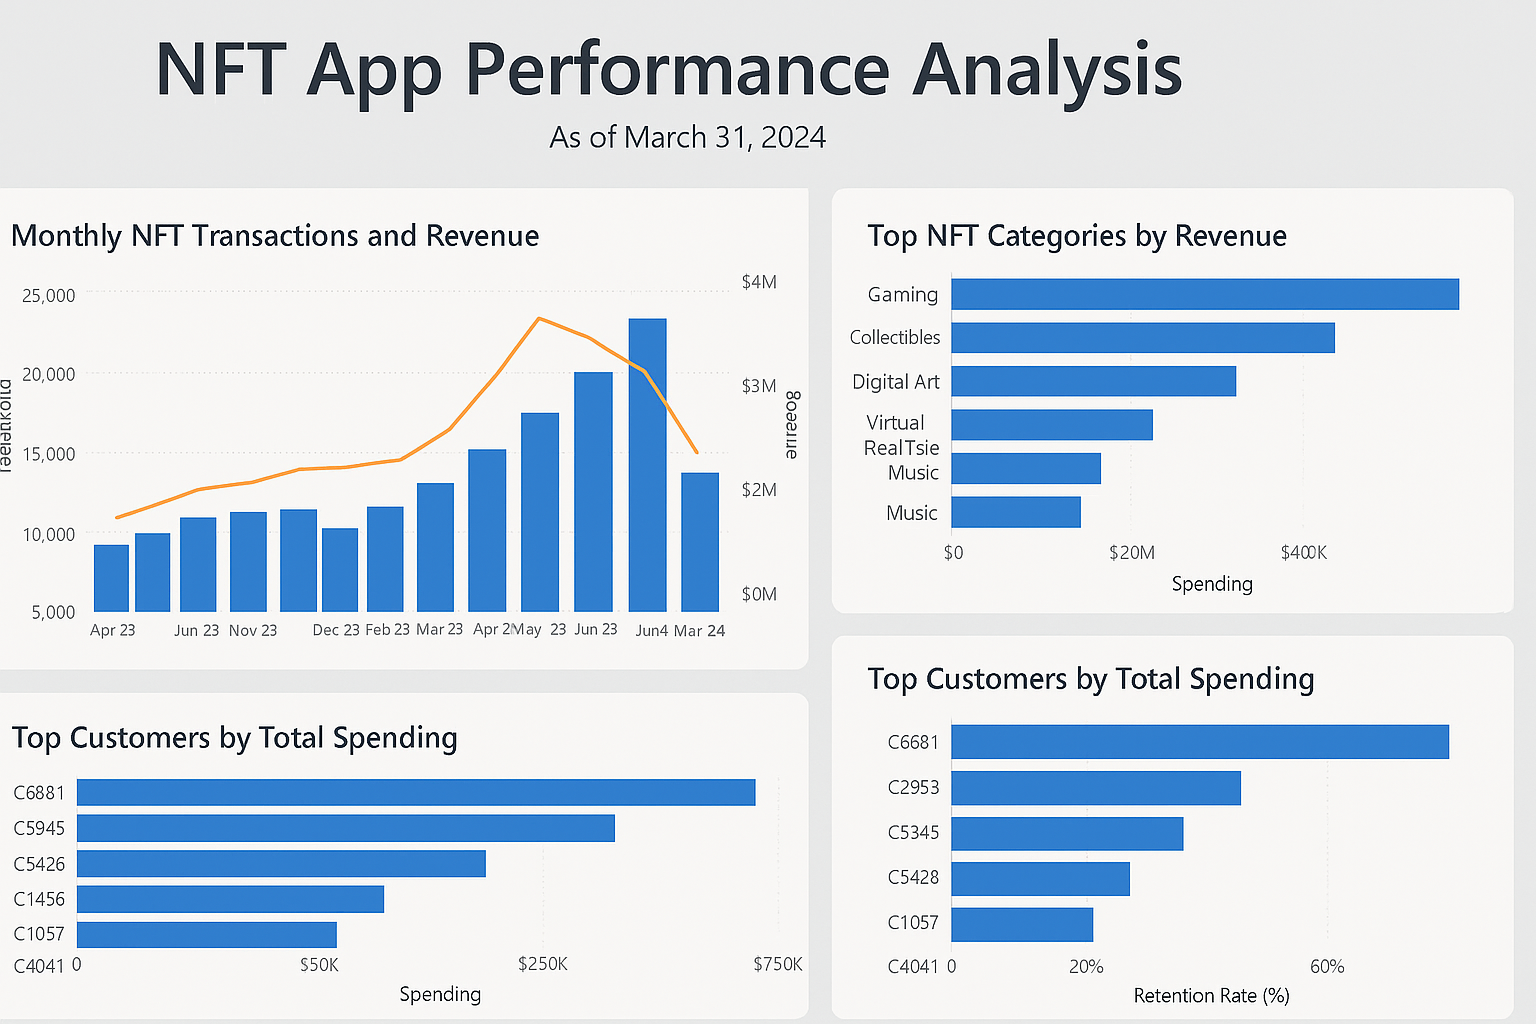 NFT App Performance Analysis
As of March 31, 2024
Monthly NFT Transactions and Revenue
25,000
20,000
15,000
10,000
5,000
$4M
$3M
$2M
$0M
Apr 23 Jun 23 Nov 23 Dec 23 Feb 23 Mar 23 Apr 2 May 23 Jun 23 Jun4 Mar 24
Top NFT Categories by Revenue
Gaming
Collectibles
Digital Art
Virtual
RealTsie
Music
Music
$0 $20M $400K
Spending
Top Customers by Total Spending
C6881
C5945
C5426
C1456
C1057
C4041 0 $50K $250K $750K
Spending
Top Customers by Total Spending
C6681
C2953
C5345
C5428
C1057
C4041 0 20% 60%
Retention Rate (%)